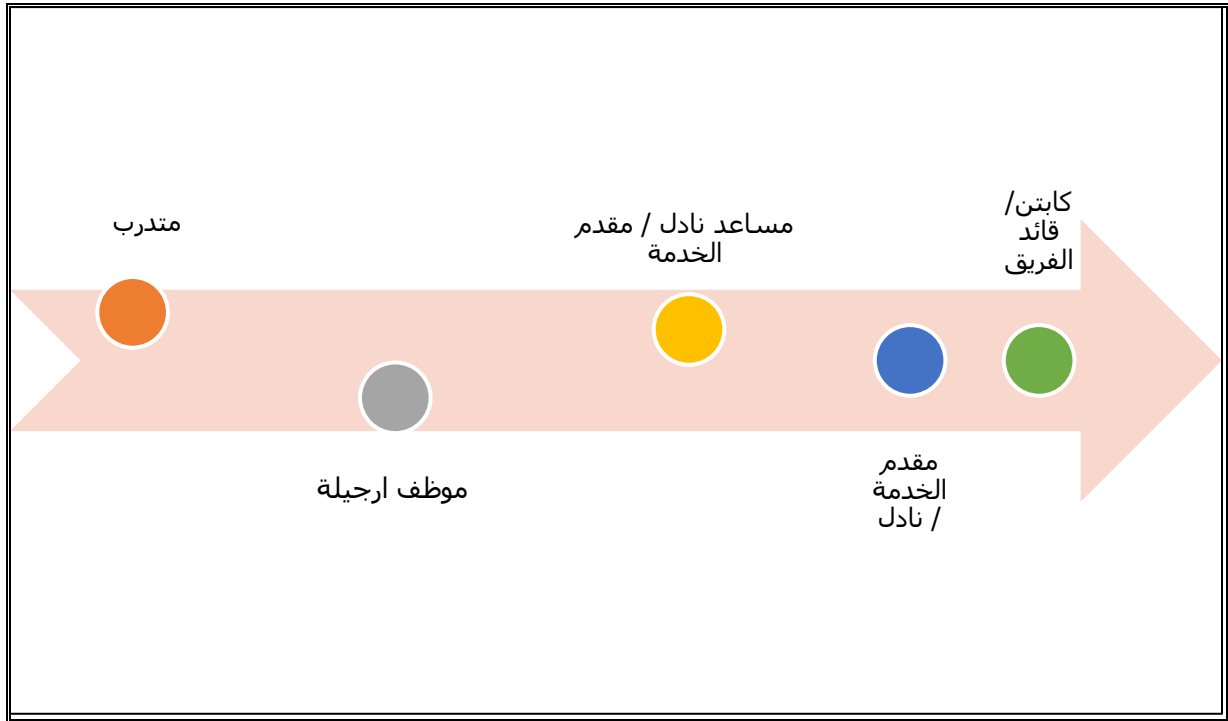 متدرب
موظف ارجيلة
مساعد نادل / مقدم
الخدمة
مقدم
الخدمة
/ نادل
كابتن/
قائد
الفريق